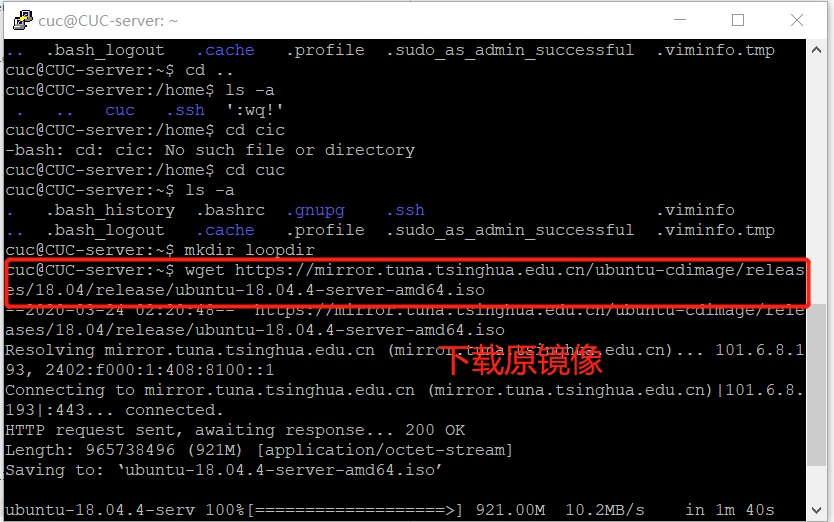 cuc@CUC-server: ~
.. .bash_logout .cache .profile .sudo_as_admin_successful .viminfo.tmp
cuc@CUC-server:~$ cd ..
cuc@CUC-server:/home$ ls -a
. .. cuc .ssh ':wq!'
cuc@CUC-server:/home$ cd cic
-bash: cd: cic: No such file or directory
cuc@CUC-server:/home$ cd cuc
cuc@CUC-server:~$ ls -a
. .bash_history .bashrc .gnupg .ssh .viminfo
.. .bash_logout .cache .profile .sudo_as_admin_successful .viminfo.tmp
cuc@CUC-server:~$ mkdir loopdir
cuc@CUC-server:~$ wget https://mirror.tuna.tsinghua.edu.cn/ubuntu-cdimage/releas
es/18.04/release/ubuntu-18.04.4-server-amd64.iso
--2020-03-24 02:20:48-- https://mirror.tuna.tsinghua.edu.cn/ubuntu-cdimage/rele
ases/18.04/release/ubuntu-18.04.4-server-amd64.iso
Resolving mirror.tuna.tsinghua.edu.cn (mirror.tuna.tsinghua.edu.cn)... 101.6.8.1
93, 2402:f000:1:408:8100::1
下载原镜像
Connecting to mirror.tuna.tsinghua.edu.cn (mirror.tuna.tsinghua.edu.cn)|101.6.8.
193|:443... connected.
HTTP request sent, awaiting response... 200 OK
Length: 965738496 (921M) [application/octet-stream]
Saving to: ‘ubuntu-18.04.4-server-amd64.iso’
ubuntu-18.04.4-serv 100%[===================>] 921.00M 10.2MB/s in 1m 40s